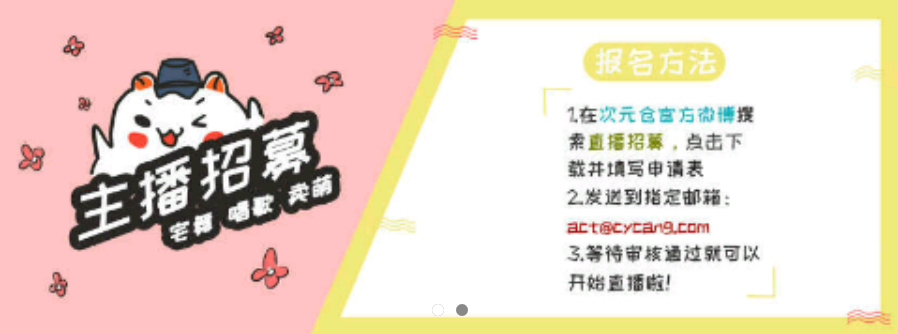 主播招募
宅舞 唱歌 卖萌
报名方法
1.在次元仓官方微博搜
索直播招募，点击下
载并填写申请表
2.发送到指定邮箱：
act@cycang.com
3.等待审核通过就可以
开始直播啦!